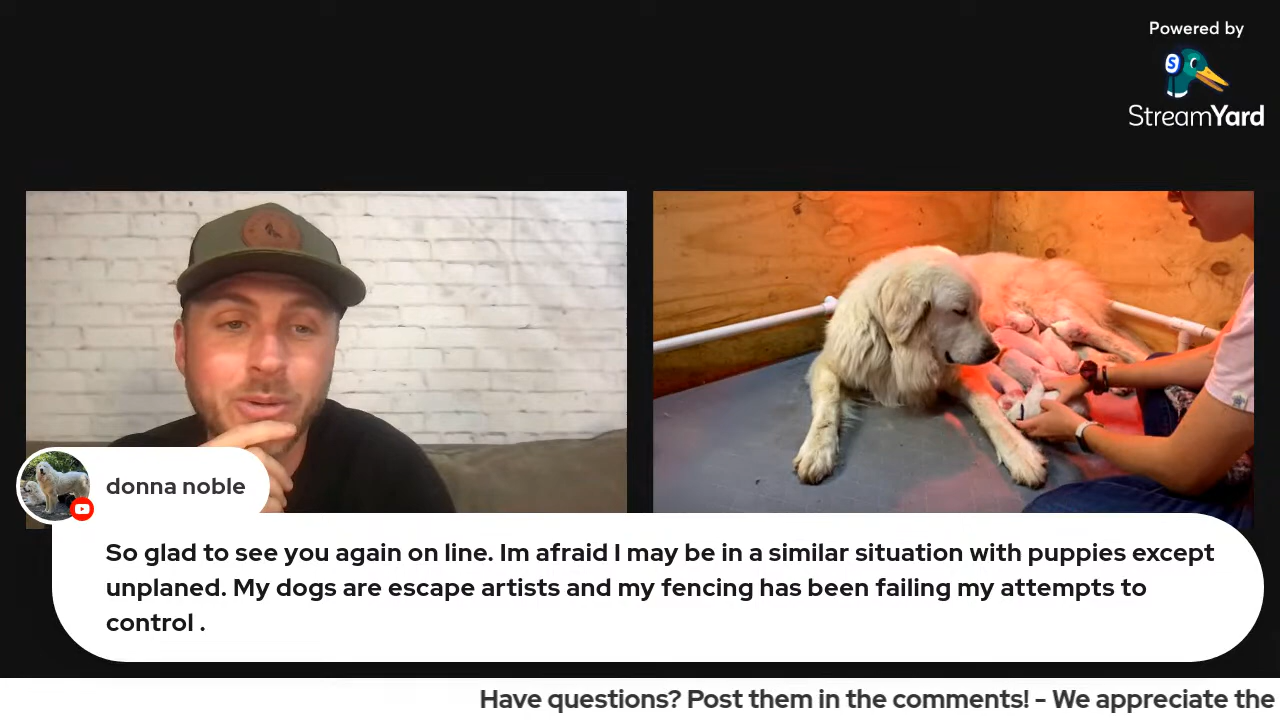 Powered by
S
StreamYard
donna noble
So glad to see you again on line. Im afraid I may be in a similar situation with puppies except
unplaned. My dogs are escape artists and my fencing has been failing my attempts to
control .
Have questions? Post them in the comments! - We appreciate the